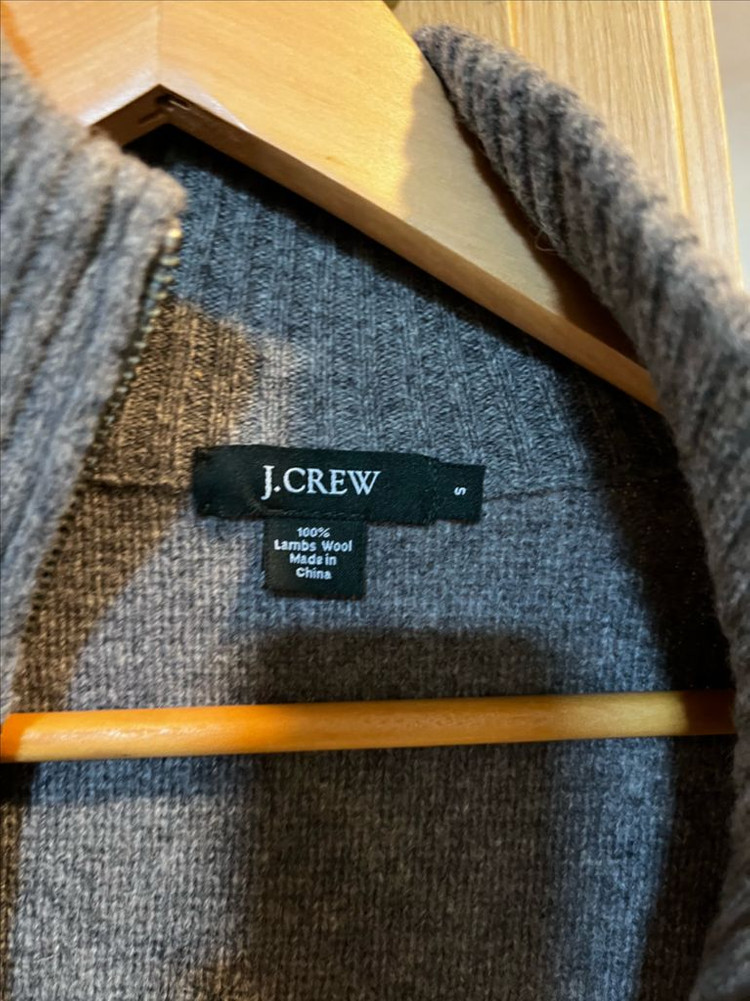 J.CREW
S
100%
Lambs Wool
Made in
China